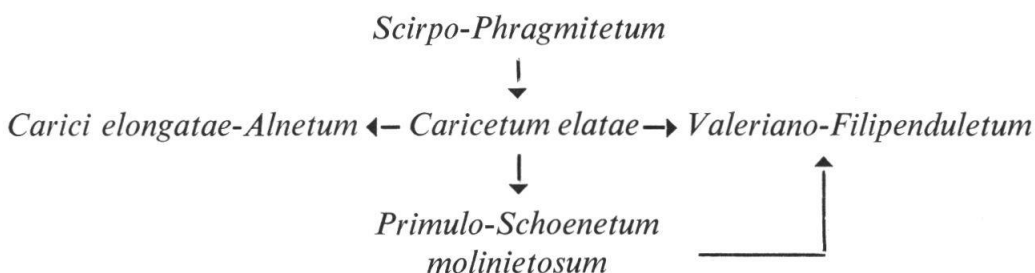 Scirpo-Phragmitetum
Carici elongatae-Alnetum Caricetum elatae Valeriano-Filipenduletum
Primulo-Schoenetum
molinietosum